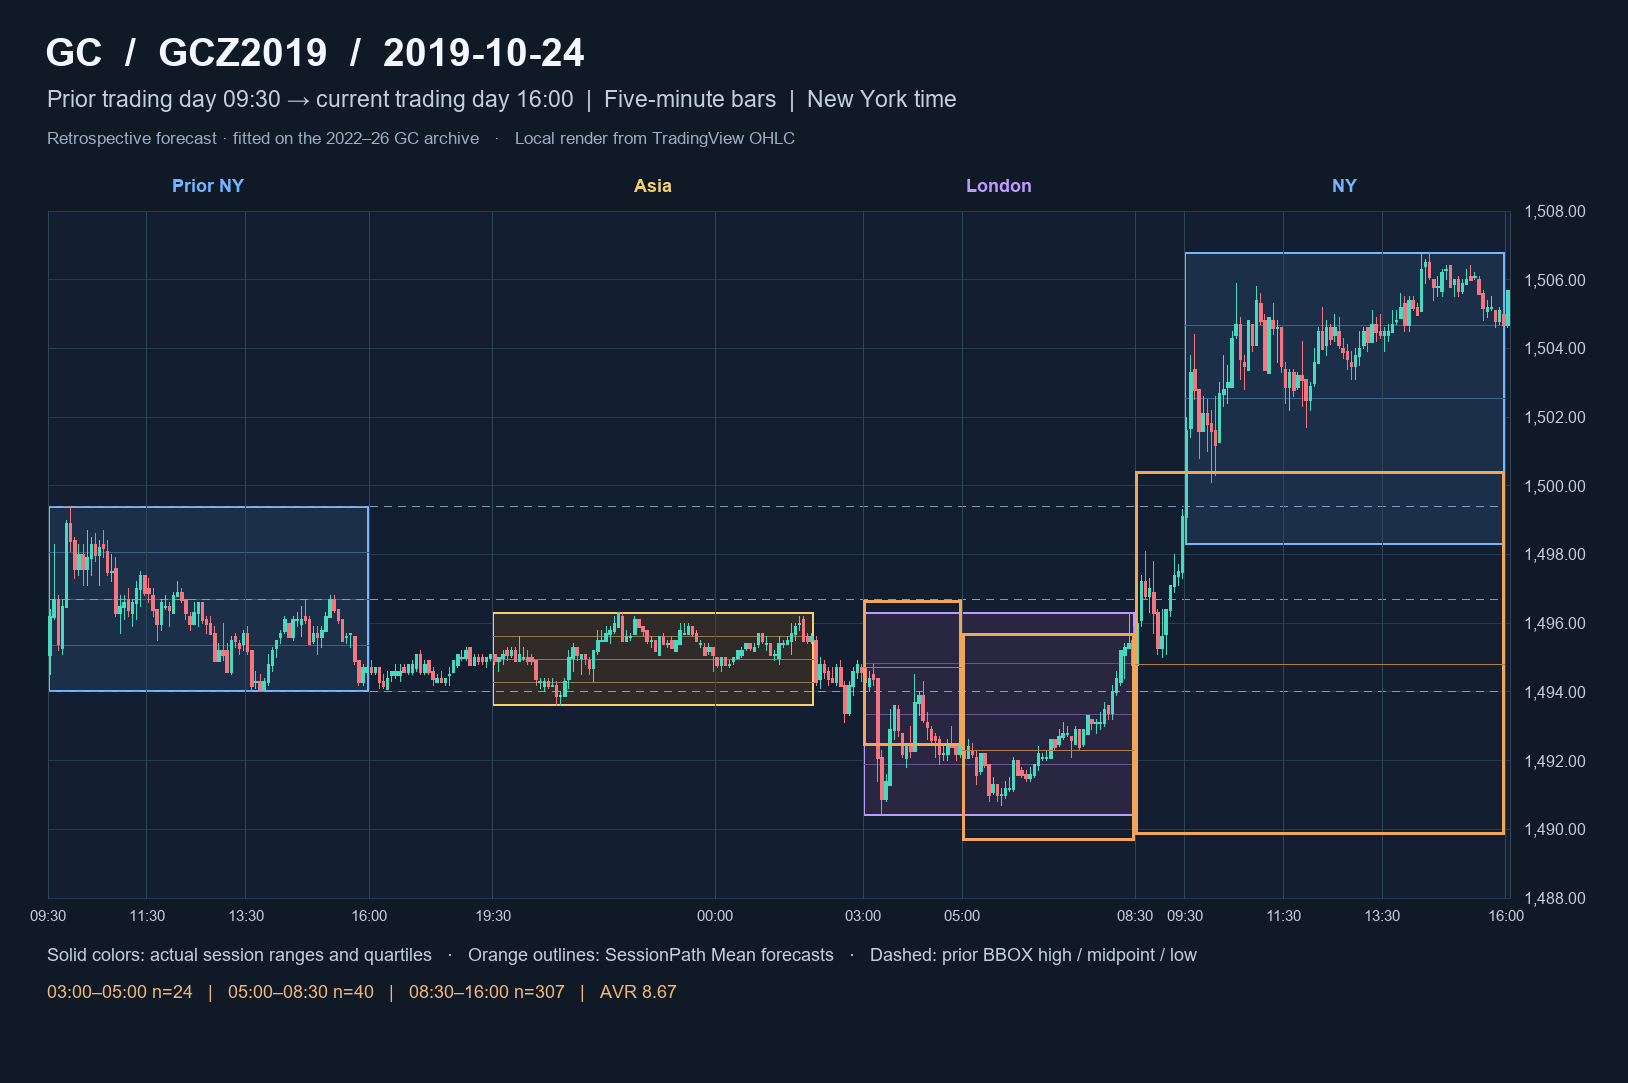 GC / GCZ2019 / 2019-10-24
Prior trading day 09:30 → current trading day 16:00 | Five-minute bars | New York time
Retrospective forecast · fitted on the 2022–26 GC archive · Local render from TradingView OHLC
Prior NY Asia London NY
1,508.00
1,506.00
1,504.00
1,502.00
1,500.00
1,498.00
1,496.00
1,494.00
1,492.00
1,490.00
1,488.00
09:30 11:30 13:30 16:00 19:30 00:00 03:00 05:00 08:30 09:30 11:30 13:30 16:00
Solid colors: actual session ranges and quartiles · Orange outlines: SessionPath Mean forecasts · Dashed: prior BBOX high / midpoint / low
03:00–05:00 n=24 | 05:00–08:30 n=40 | 08:30–16:00 n=307 | AVR 8.67